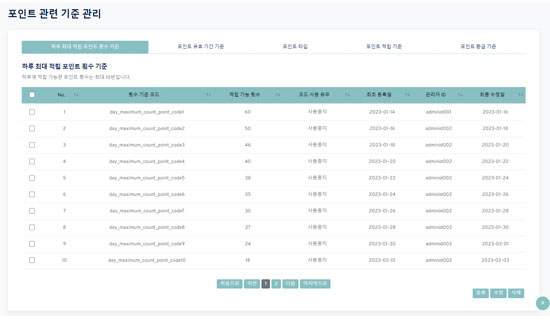 포인트 관련 기준 관리
하루 최대 적립 포인트 횟수 기준 포인트 유효 기간 기준 포인트 타입 포인트 적립 기준 포인트 환급 기준
하루 최대 적립 포인트 횟수 기준
하루에 적립 가능한 포인트 횟수는 최대 10번입니다.
No. 횟수 기준 코드 적립 가능 횟수 코드 사용 유무 최초 등록일 관리자 ID 최종 수정일
1 day_maximum_count_point_code1 60 사용중지 2023-01-14 adminid001 2023-01-16
2 day_maximum_count_point_code2 50 사용중지 2023-01-16 adminid002 2023-01-18
3 day_maximum_count_point_code3 46 사용중지 2023-01-18 adminid002 2023-01-20
4 day_maximum_count_point_code4 40 사용중지 2023-01-20 adminid002 2023-01-22
5 day_maximum_count_point_code5 38 사용중지 2023-01-22 adminid002 2023-01-24
6 day_maximum_count_point_code6 35 사용중지 2023-01-24 adminid002 2023-01-26
7 day_maximum_count_point_code7 30 사용중지 2023-01-26 adminid002 2023-01-28
8 day_maximum_count_point_code8 27 사용중지 2023-01-28 adminid002 2023-01-30
9 day_maximum_count_point_code9 24 사용중지 2023-01-30 adminid002 2023-02-01
10 day_maximum_count_point_code10 18 사용중지 2023-02-01 adminid002 2023-02-03
처음으로 이전 1 2 다음 마지막으로
등록 수정 삭제